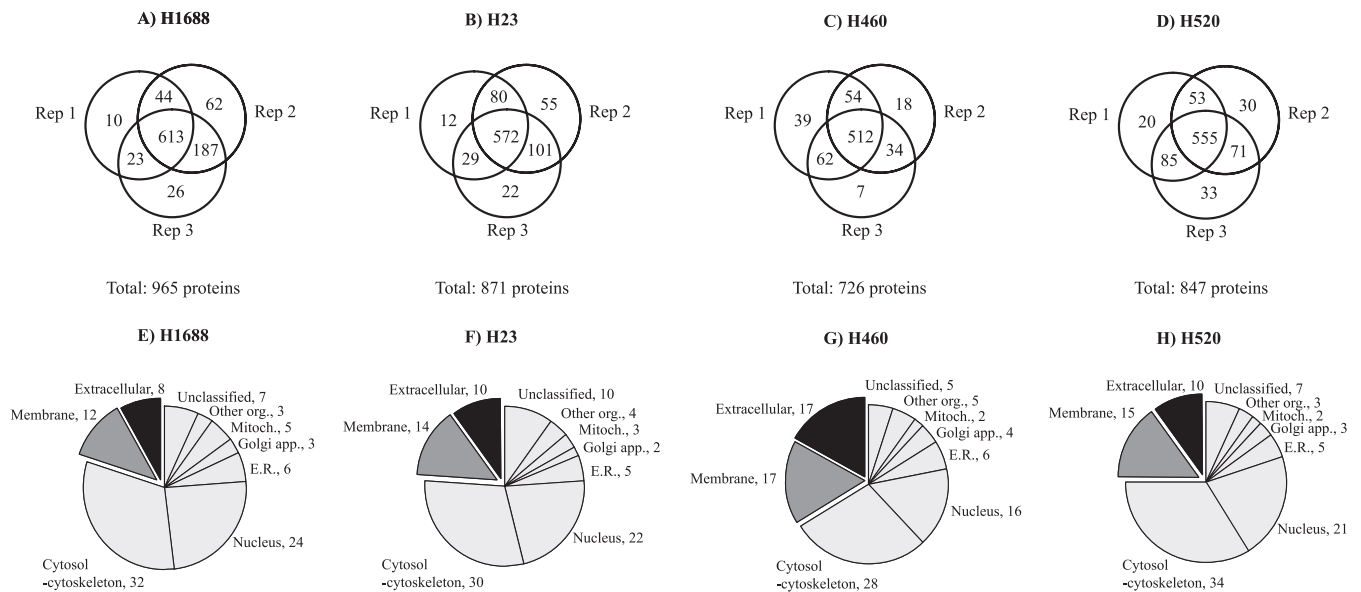 A) H1688
B) H23
C) H460
D) H520
Rep 1
10
44
62
Rep 2
613
23
187
26
Rep 3
Rep 1
12
80
55
Rep 2
572
29
101
22
Rep 3
Rep 1
39
54
18
Rep 2
512
62
34
7
Rep 3
Rep 1
20
53
30
Rep 2
555
85
71
33
Rep 3
Total: 965 proteins
Total: 871 proteins
Total: 726 proteins
Total: 847 proteins
E) H1688
F) H23
G) H460
H) H520
Extracellular, 8
Unclassified, 7
Other org., 3
Mitoch., 5
Golgi app., 3
E.R., 6
Nucleus, 24
Cytosol
-cytoskeleton, 32
Membrane, 12
Extracellular, 10
Unclassified, 10
Other org., 4
Mitoch., 3
Golgi app., 2
E.R., 5
Nucleus, 22
Cytosol
-cytoskeleton, 30
Membrane, 14
Extracellular, 17
Unclassified, 5
Other org., 5
Mitoch., 2
Golgi app., 4
E.R., 6
Nucleus, 16
Cytosol
-cytoskeleton, 28
Membrane, 17
Extracellular, 10
Unclassified, 7
Other org., 3
Mitoch., 2
Golgi app., 3
E.R., 5
Nucleus, 21
Cytosol
-cytoskeleton, 34
Membrane, 15